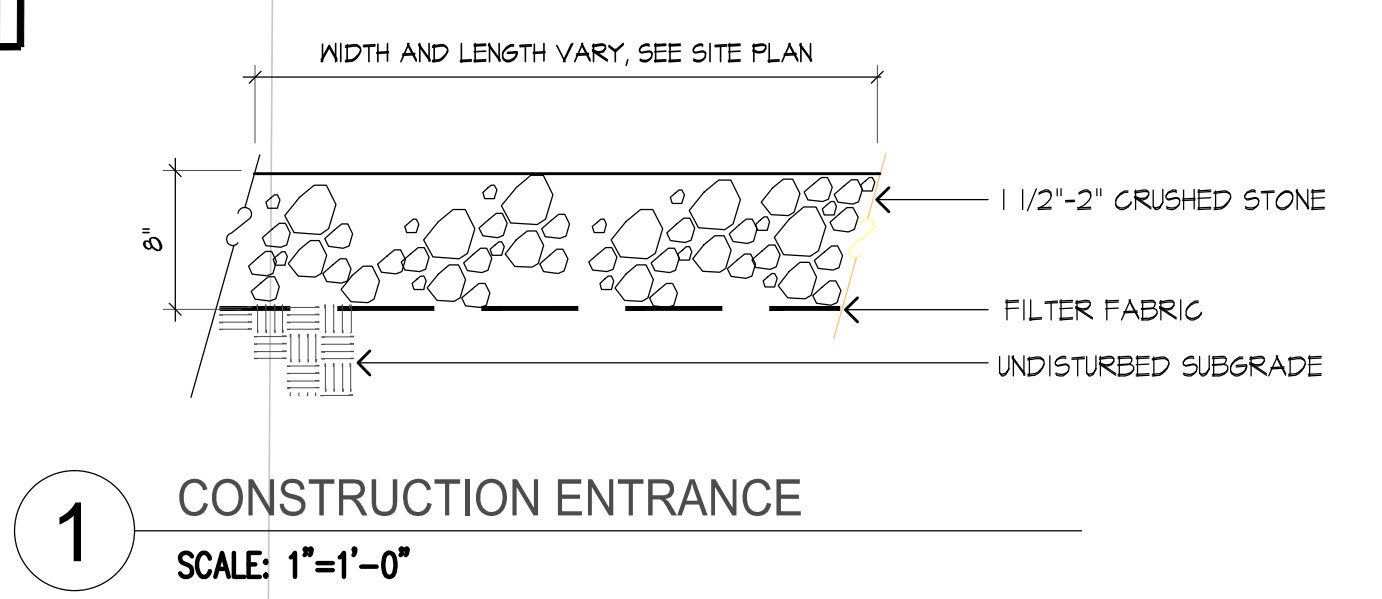 WIDTH AND LENGTH VARY, SEE SITE PLAN
8"
1 1/2"-2" CRUSHED STONE
FILTER FABRIC
UNDISTURBED SUBGRADE
1
CONSTRUCTION ENTRANCE
SCALE: 1"=1'-0"